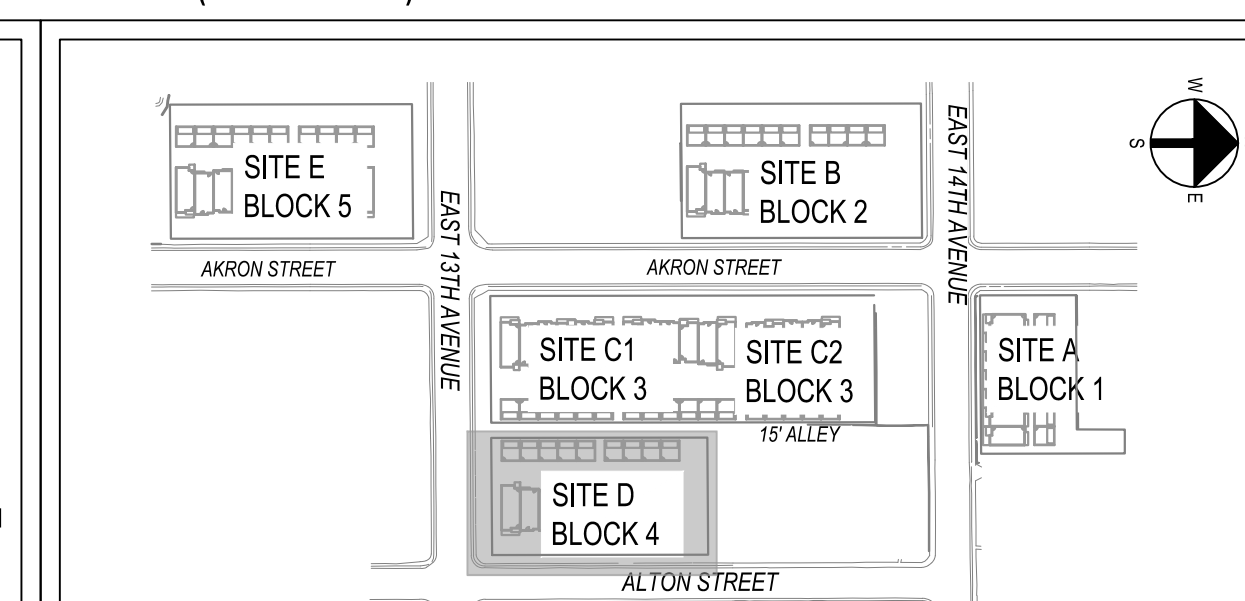 W
S
E
SITE E
BLOCK 5
SITE B
BLOCK 2
EAST 13TH AVENUE
EAST 14TH AVENUE
AKRON STREET
AKRON STREET
SITE C1
BLOCK 3
SITE C2
BLOCK 3
SITE A
BLOCK 1
15' ALLEY
SITE D
BLOCK 4
ALTON STREET